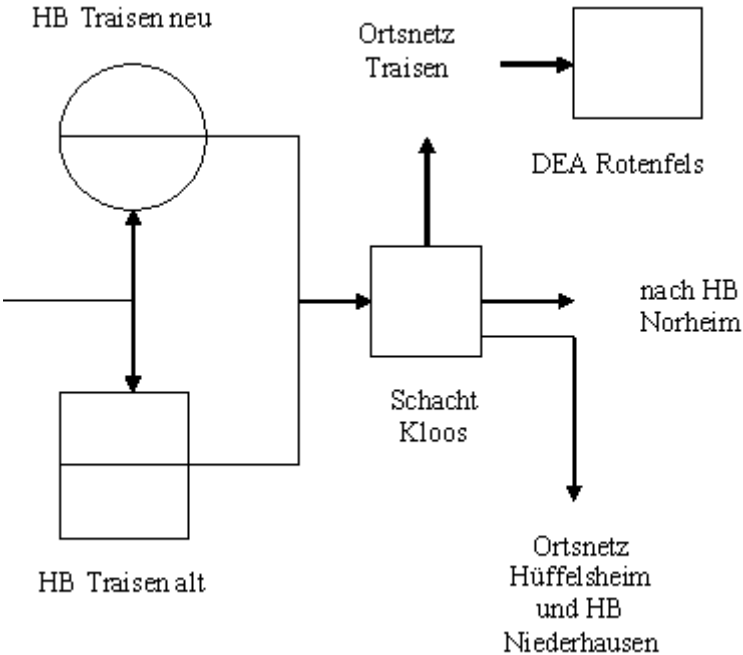 HB Traisen neu
Ortsnetz
Traisen
DEA Rotenfels
nach HB
Norheim
Schacht
Kloos
HB Traisen alt
Ortsnetz
Hüffelsheim
und HB
Niederhausen